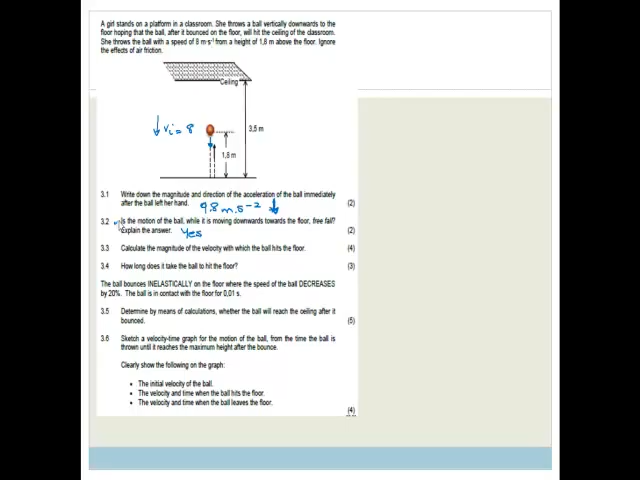 A girl stands on a platform in a classroom. She throws a ball vertically downwards to the
floor hoping that the ball, after it bounced on the floor, will hit the ceiling of the classroom.
She throws the ball with a speed of 8 m·s⁻¹ from a height of 1,8 m above the floor. Ignore
the effects of air friction.
Ceiling
↓ vi = 8
3,5 m
1,8 m
3.1 Write down the magnitude and direction of the acceleration of the ball immediately
after the ball left her hand. (2)
9.8 m.s⁻² ↓
3.2 Is the motion of the ball, while it is moving downwards towards the floor, free fall?
Explain the answer. (2)
Yes
3.3 Calculate the magnitude of the velocity with which the ball hits the floor. (4)
3.4 How long does it take the ball to hit the floor? (3)
The ball bounces INELASTICALLY on the floor where the speed of the ball DECREASES
by 20%. The ball is in contact with the floor for 0,01 s.
3.5 Determine by means of calculations, whether the ball will reach the ceiling after it
bounced. (5)
3.6 Sketch a velocity-time graph for the motion of the ball, from the time the ball is
thrown until it reaches the maximum height after the bounce.
Clearly show the following on the graph:
• The initial velocity of the ball.
• The velocity and time when the ball hits the floor.
• The velocity and time when the ball leaves the floor.
(4)